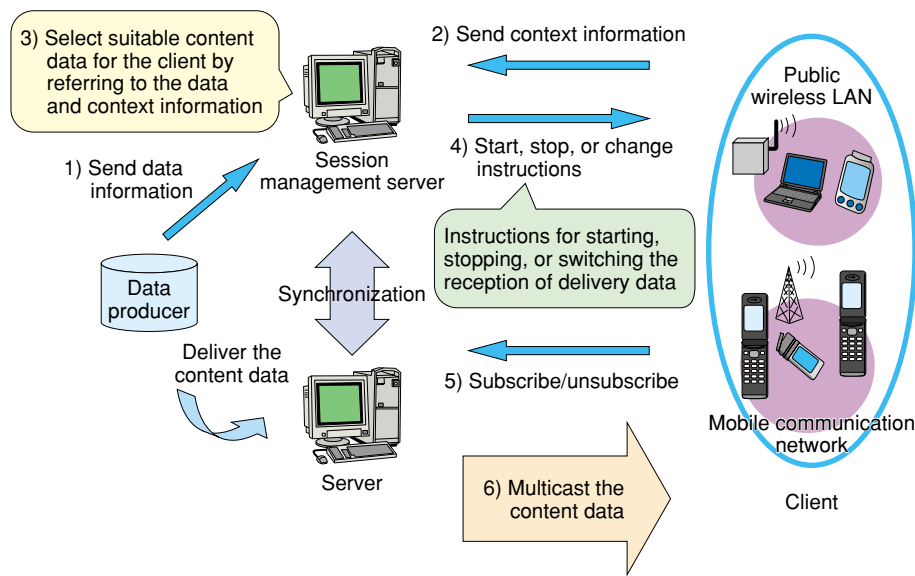 3) Select suitable content
data for the client by
referring to the data
and context information
2) Send context information
Public
wireless LAN
1) Send data
information
Session
management server
4) Start, stop, or change
instructions
Instructions for starting,
stopping, or switching the
reception of delivery data
Data
producer
Synchronization
Deliver the
content data
5) Subscribe/unsubscribe
Mobile communication
network
Server
6) Multicast the
content data
Client